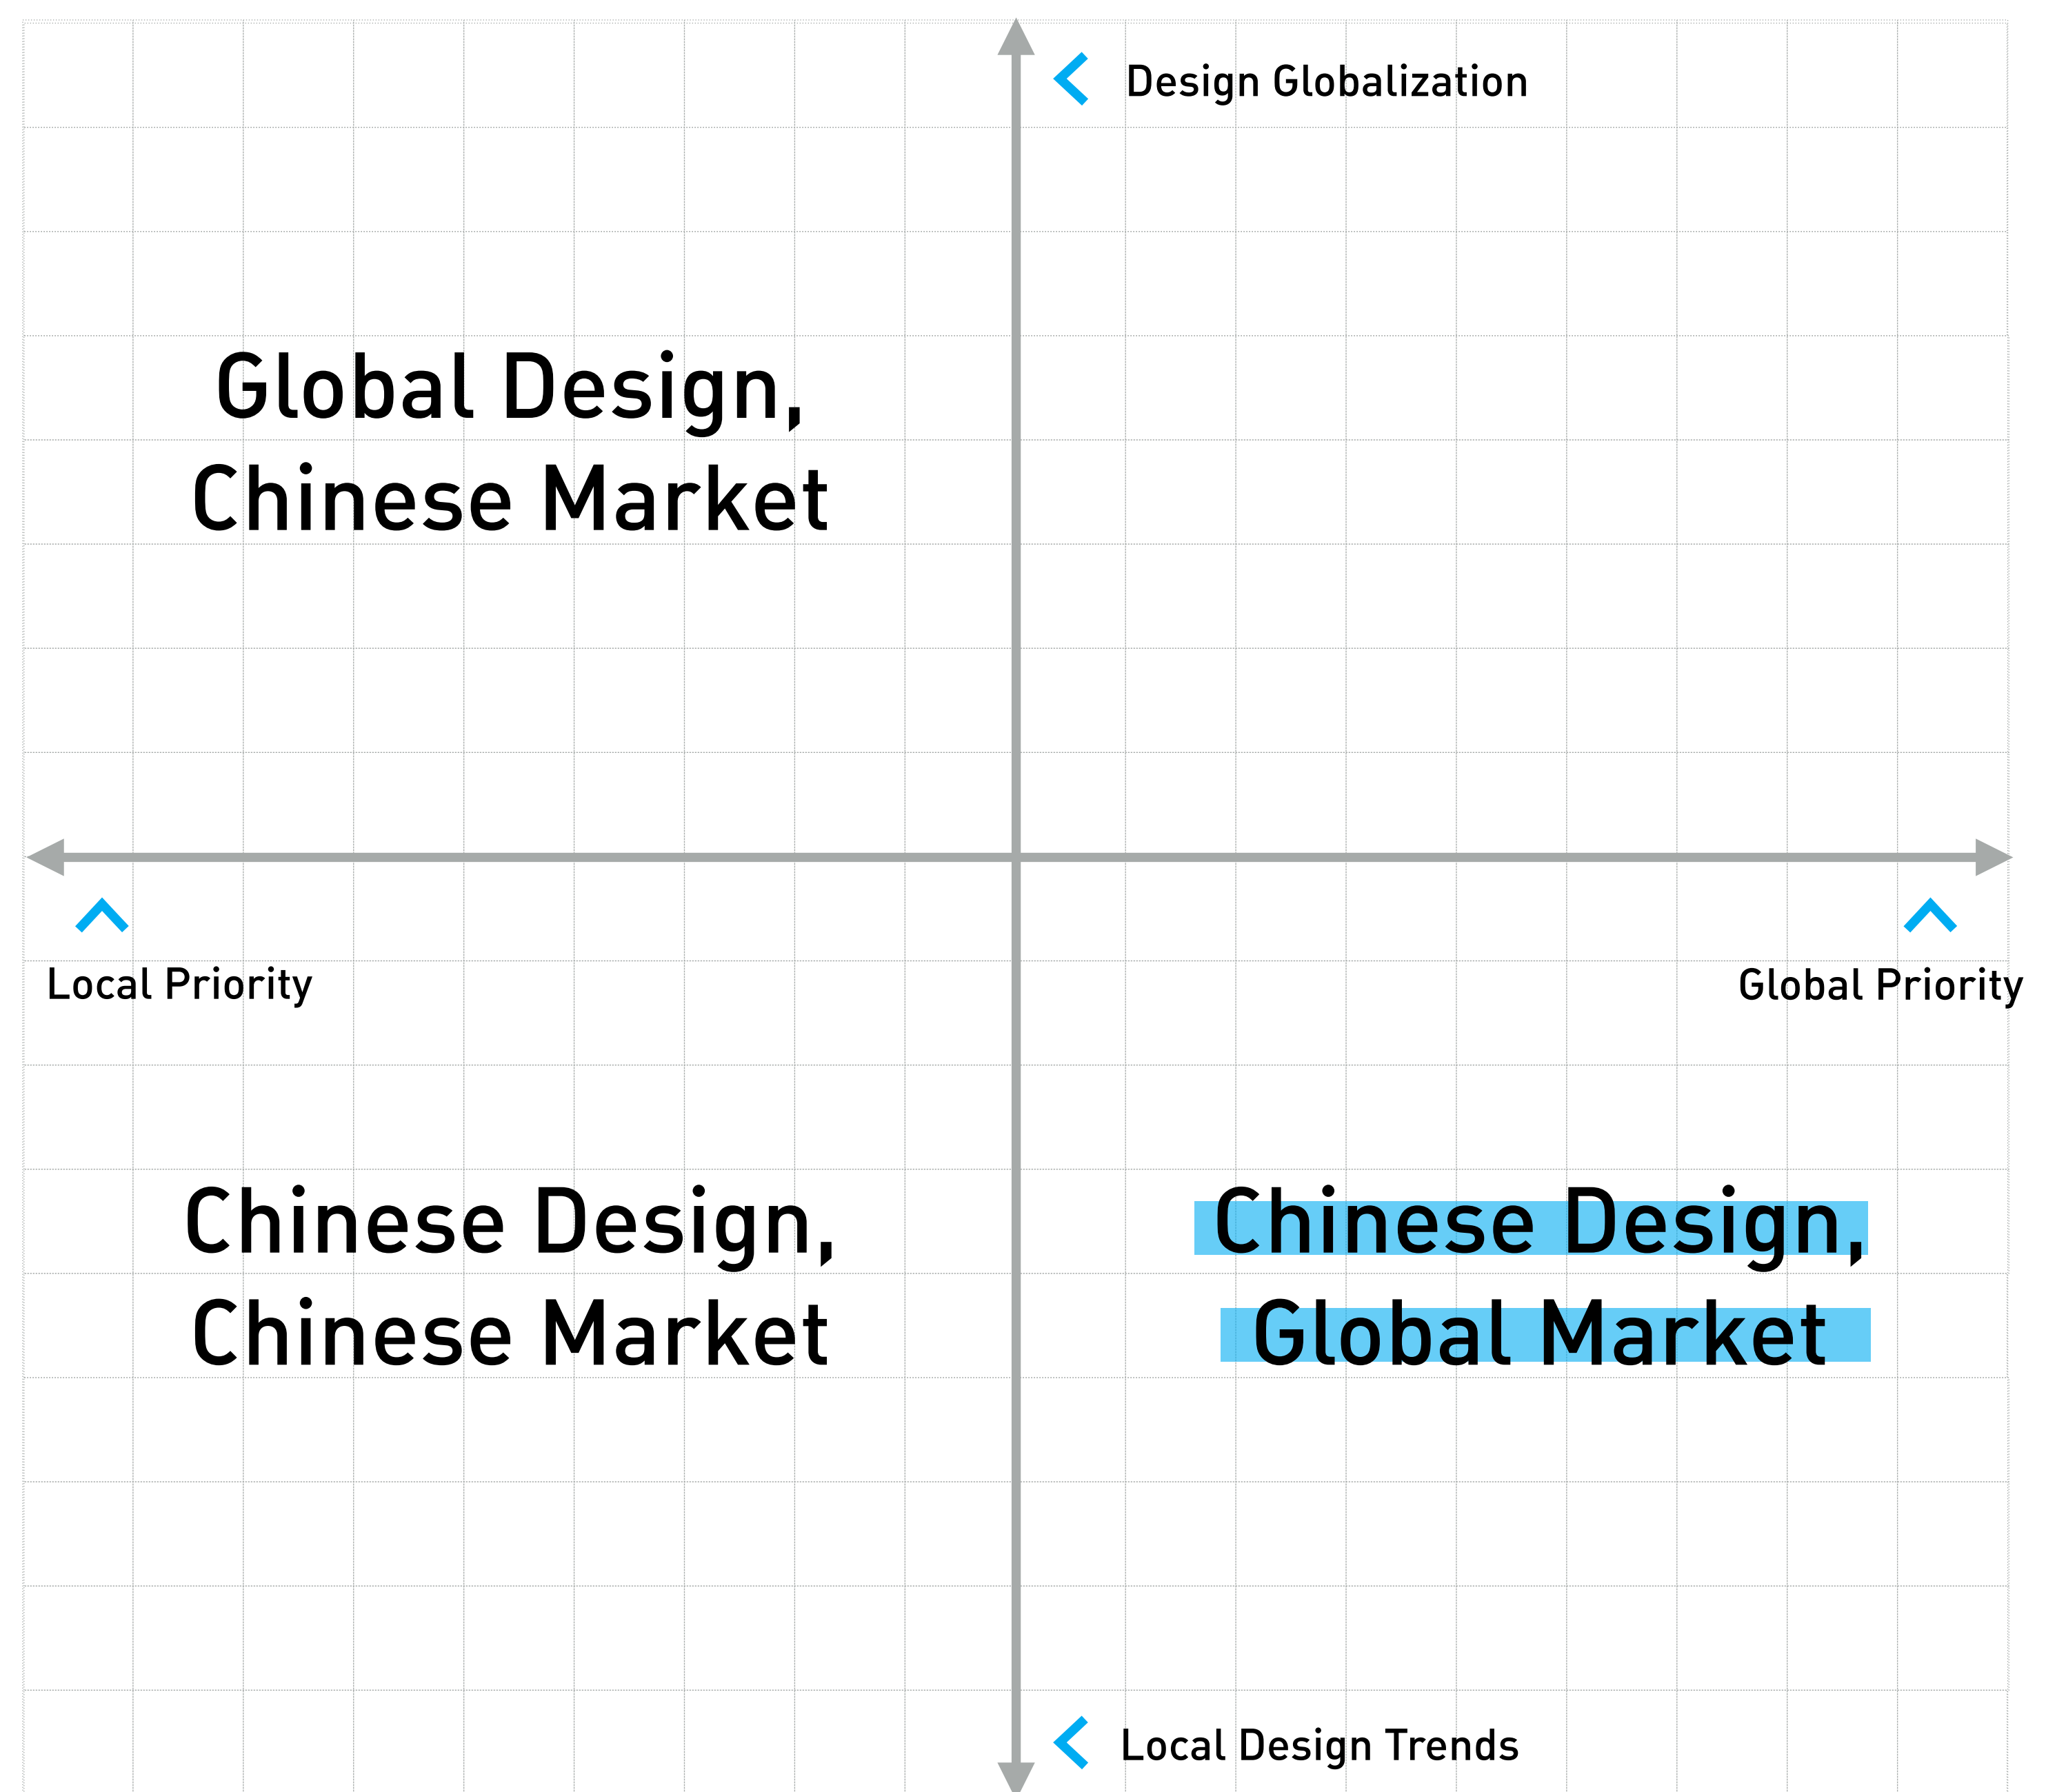 Design Globalization
Global Design,
Chinese Market
Local Priority
Global Priority
Chinese Design,
Chinese Market
Chinese Design,
Global Market
Local Design Trends